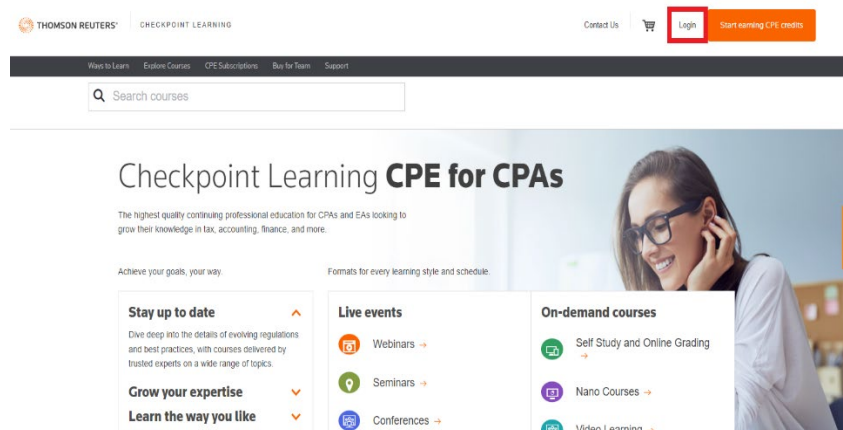 THOMSON REUTERS® CHECKPOINT LEARNING Contact Us Login Start earning CPE credits
Ways to Learn Explore Courses CPE Subscriptions Buy for Team Support
Search courses
Checkpoint Learning CPE for CPAs
The highest quality continuing professional education for CPAs and EAs looking to
grow their knowledge in tax, accounting, finance, and more.
Achieve your goals, your way. Formats for every learning style and schedule.
Stay up to date
Dive deep into the details of evolving regulations
and best practices, with courses delivered by
trusted experts on a wide range of topics.
Grow your expertise
Learn the way you like
Live events
Webinars →
Seminars →
Conferences →
On-demand courses
Self Study and Online Grading
→
Nano Courses →
Video Learning →